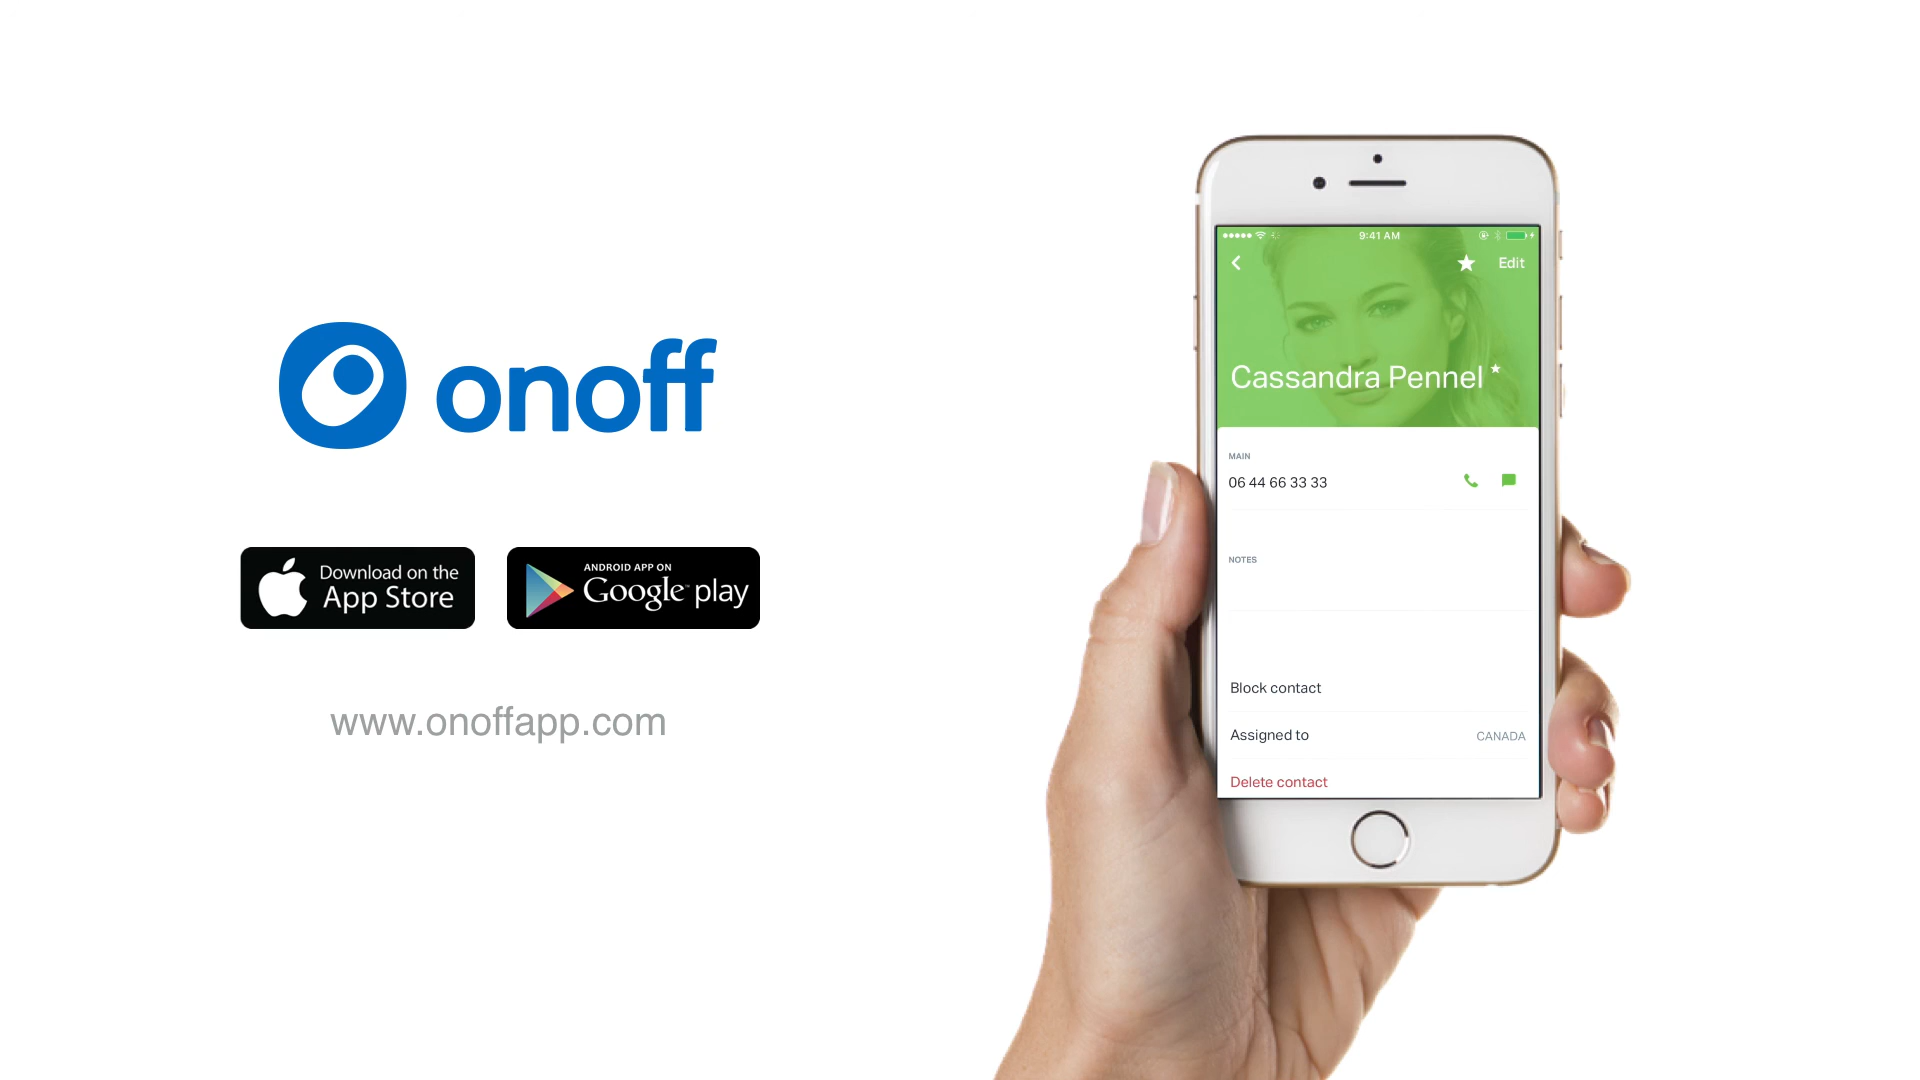 onoff
Download on the
App Store
ANDROID APP ON
Google play
www.onoffapp.com
9:41 AM
Edit
Cassandra Pennel
MAIN
06 44 66 33 33
NOTES
Block contact
Assigned to CANADA
Delete contact